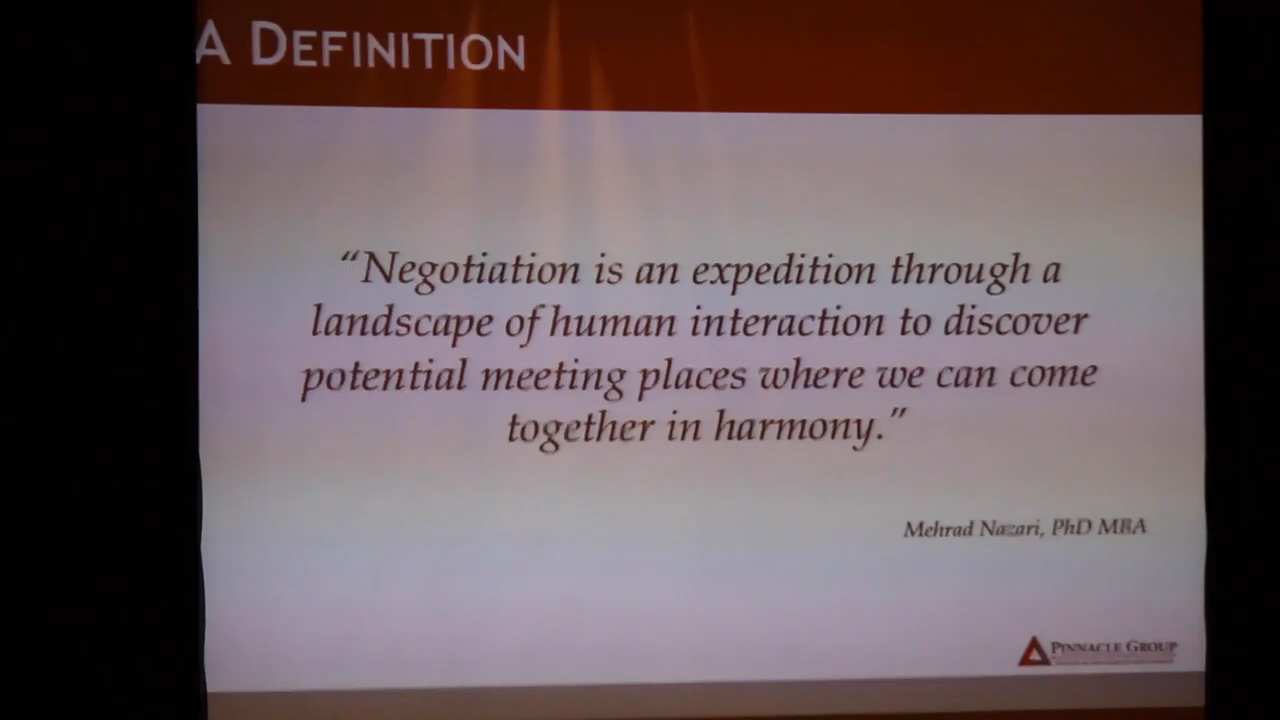 A DEFINITION
“Negotiation is an expedition through a
landscape of human interaction to discover
potential meeting places where we can come
together in harmony.”
Mehrad Nazari, PhD MBA
PINNACLE GROUP